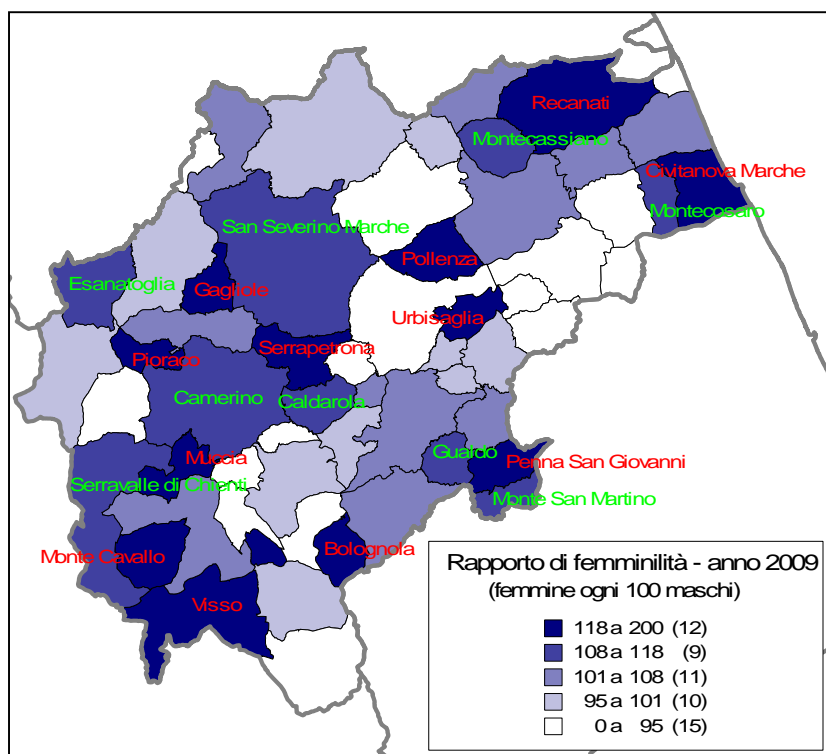 Recanati
Montecassiano
Civitanova Marche
San Severino Marche
Montecosaro
Pollenza
Esanatoglia
Gagliole
Urbisaglia
Pioraco
Serrapetrona
Camerino
Caldarola
Gualdo
Muccia
Penna San Giovanni
Serravalle di Chienti
Monte San Martino
Monte Cavallo
Bolognola
Visso
Rapporto di femminilità - anno 2009
(femmine ogni 100 maschi)
118 a 200 (12)
108 a 118 (9)
101 a 108 (11)
95 a 101 (10)
0 a 95 (15)